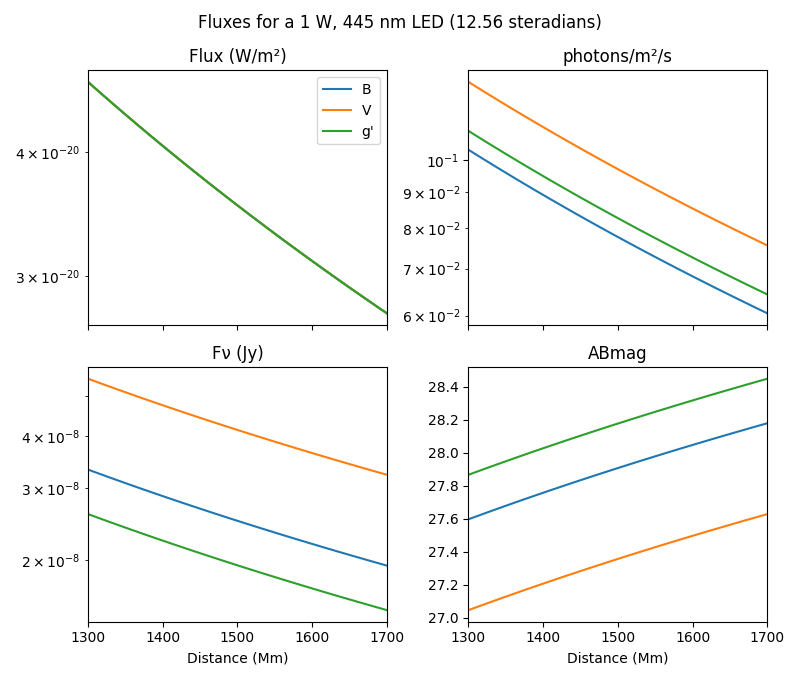 Fluxes for a 1 W, 445 nm LED (12.56 steradians)
Flux (W/m²)
B
V
g'
4 × 10⁻²⁰
3 × 10⁻²⁰
photons/m²/s
10⁻¹
9 × 10⁻²
8 × 10⁻²
7 × 10⁻²
6 × 10⁻²
Fν (Jy)
4 × 10⁻⁸
3 × 10⁻⁸
2 × 10⁻⁸
1300 1400 1500 1600 1700
Distance (Mm)
ABmag
28.4
28.2
28.0
27.8
27.6
27.4
27.2
27.0
1300 1400 1500 1600 1700
Distance (Mm)